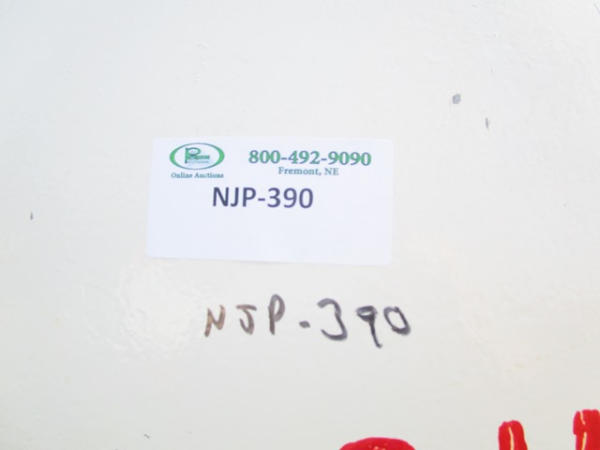 800-492-9090
Fremont, NE
Online Auctions
NJP-390
NJP-390